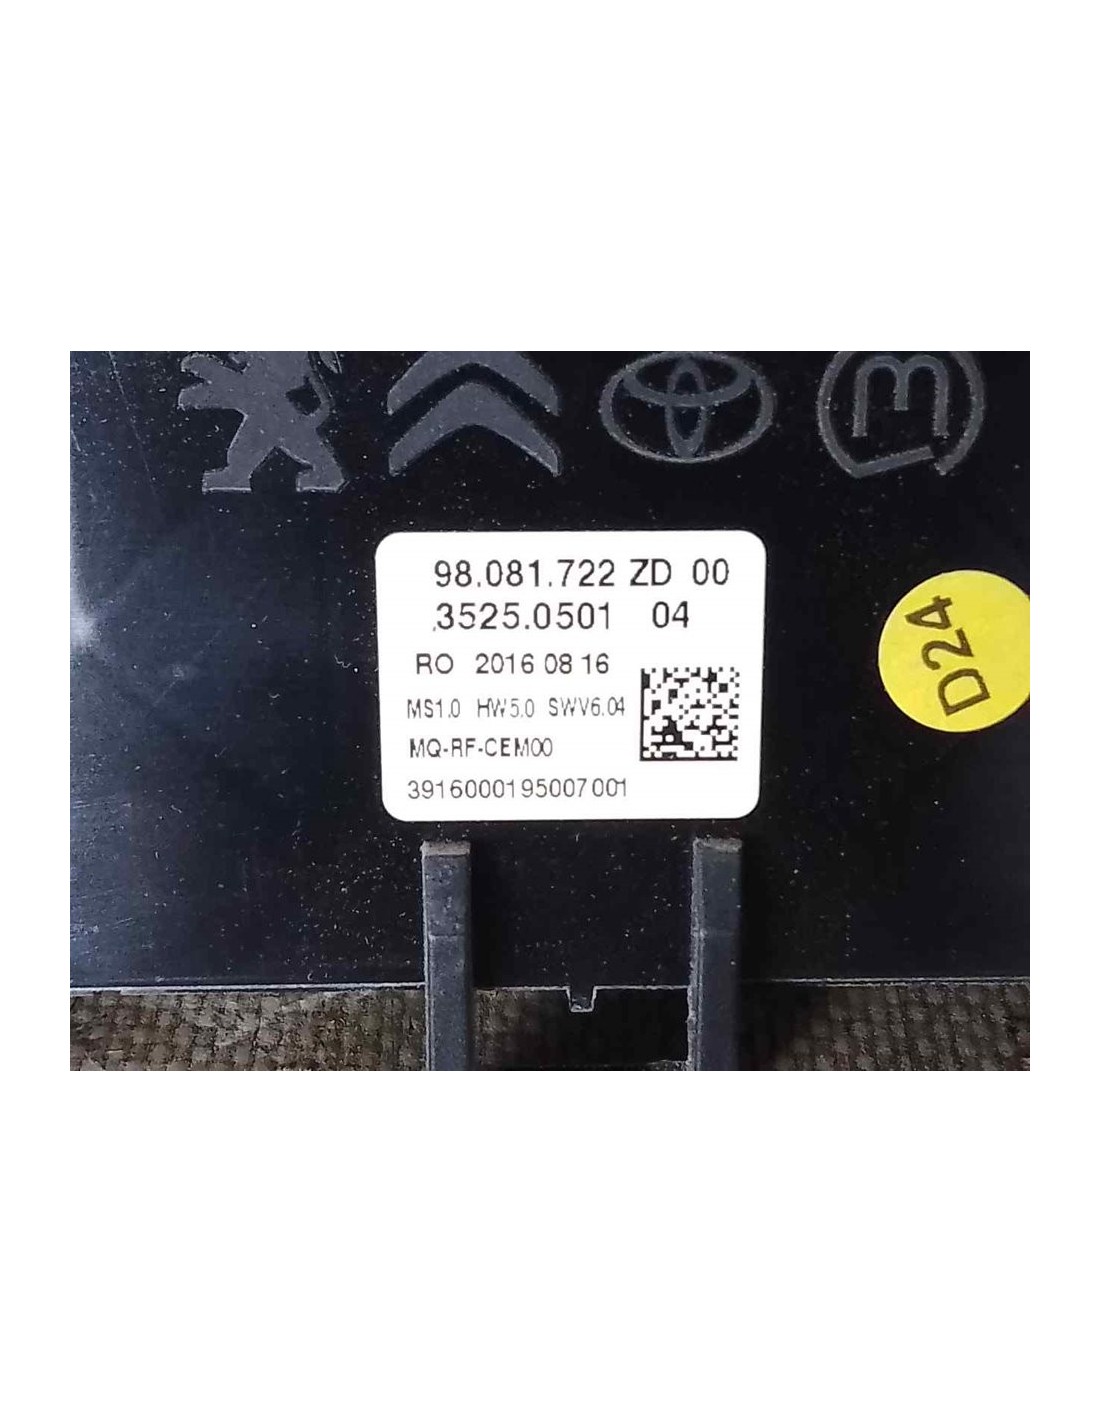 98.081.722 ZD 00
3525.0501 04
RO 2016 08 16
MS1.0 HW5.0 SWV6.04
MQ-RF-CEM00
3916000195007001
D24